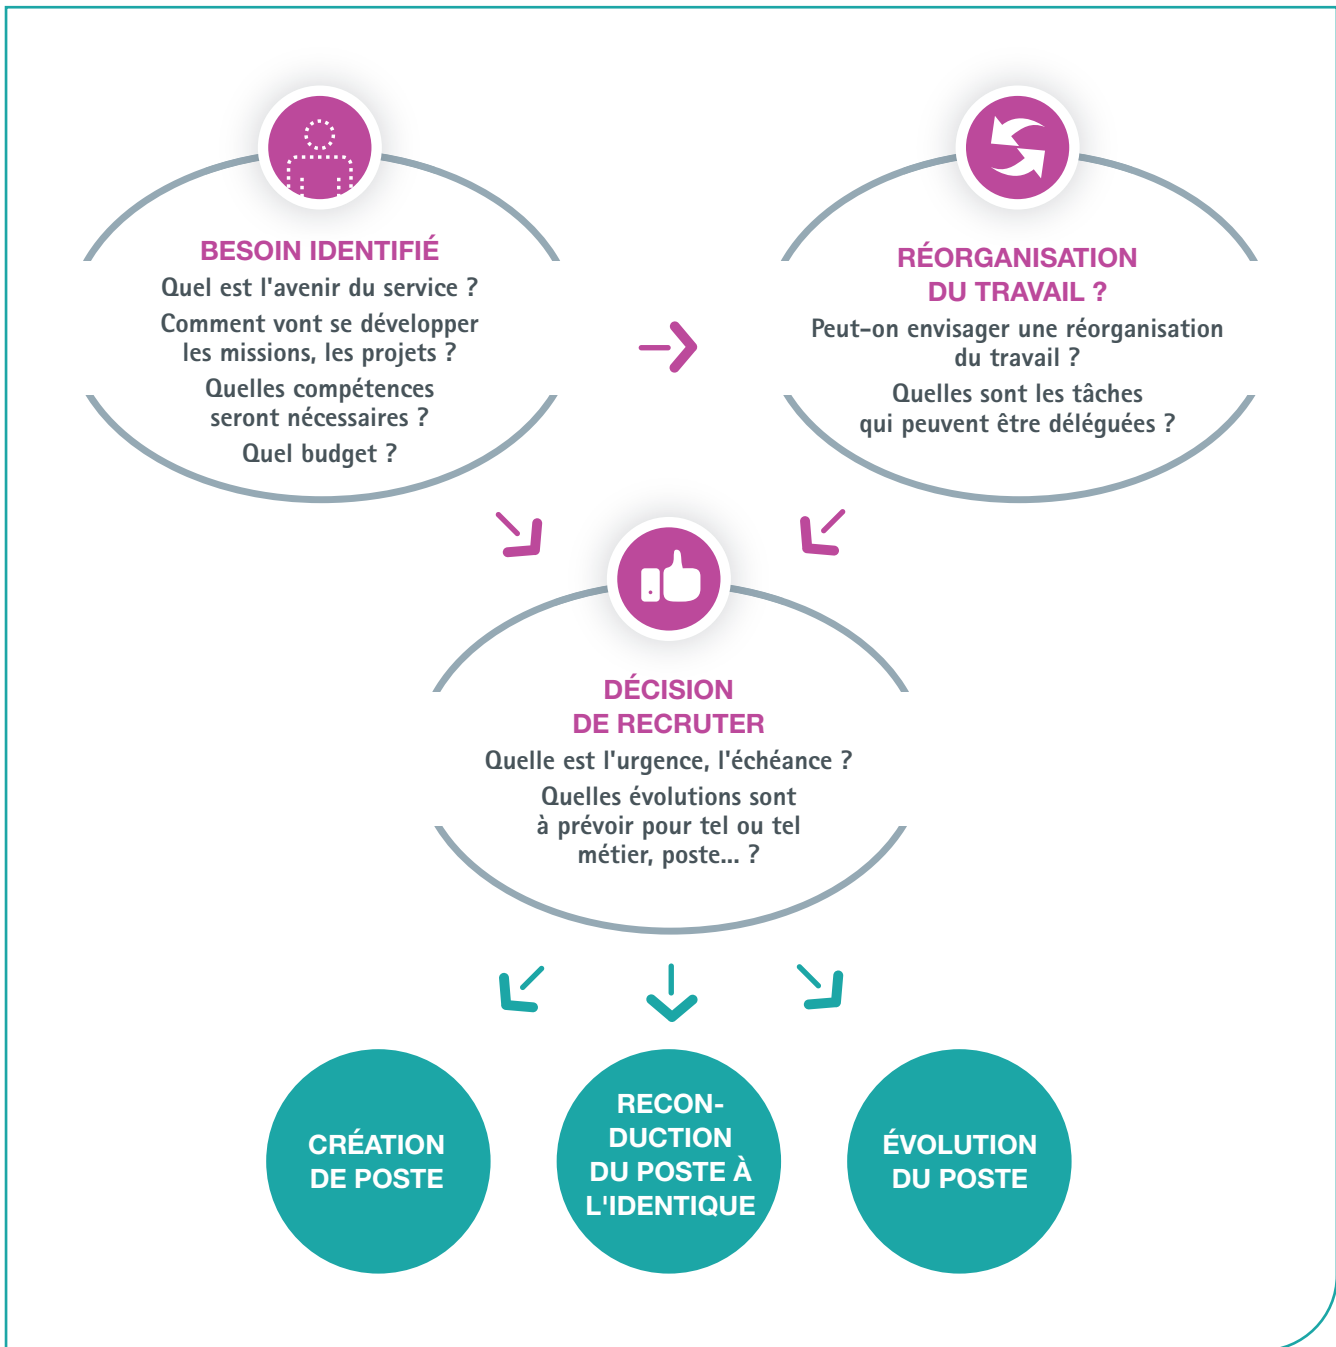 BESOIN IDENTIFIÉ
Quel est l'avenir du service ?
Comment vont se développer
les missions, les projets ?
Quelles compétences
seront nécessaires ?
Quel budget ?
RÉORGANISATION
DU TRAVAIL ?
Peut-on envisager une réorganisation
du travail ?
Quelles sont les tâches
qui peuvent être déléguées ?
DÉCISION
DE RECRUTER
Quelle est l'urgence, l'échéance ?
Quelles évolutions sont
à prévoir pour tel ou tel
métier, poste... ?
CRÉATION
DE POSTE
RECON-
DUCTION
DU POSTE À
L'IDENTIQUE
ÉVOLUTION
DU POSTE